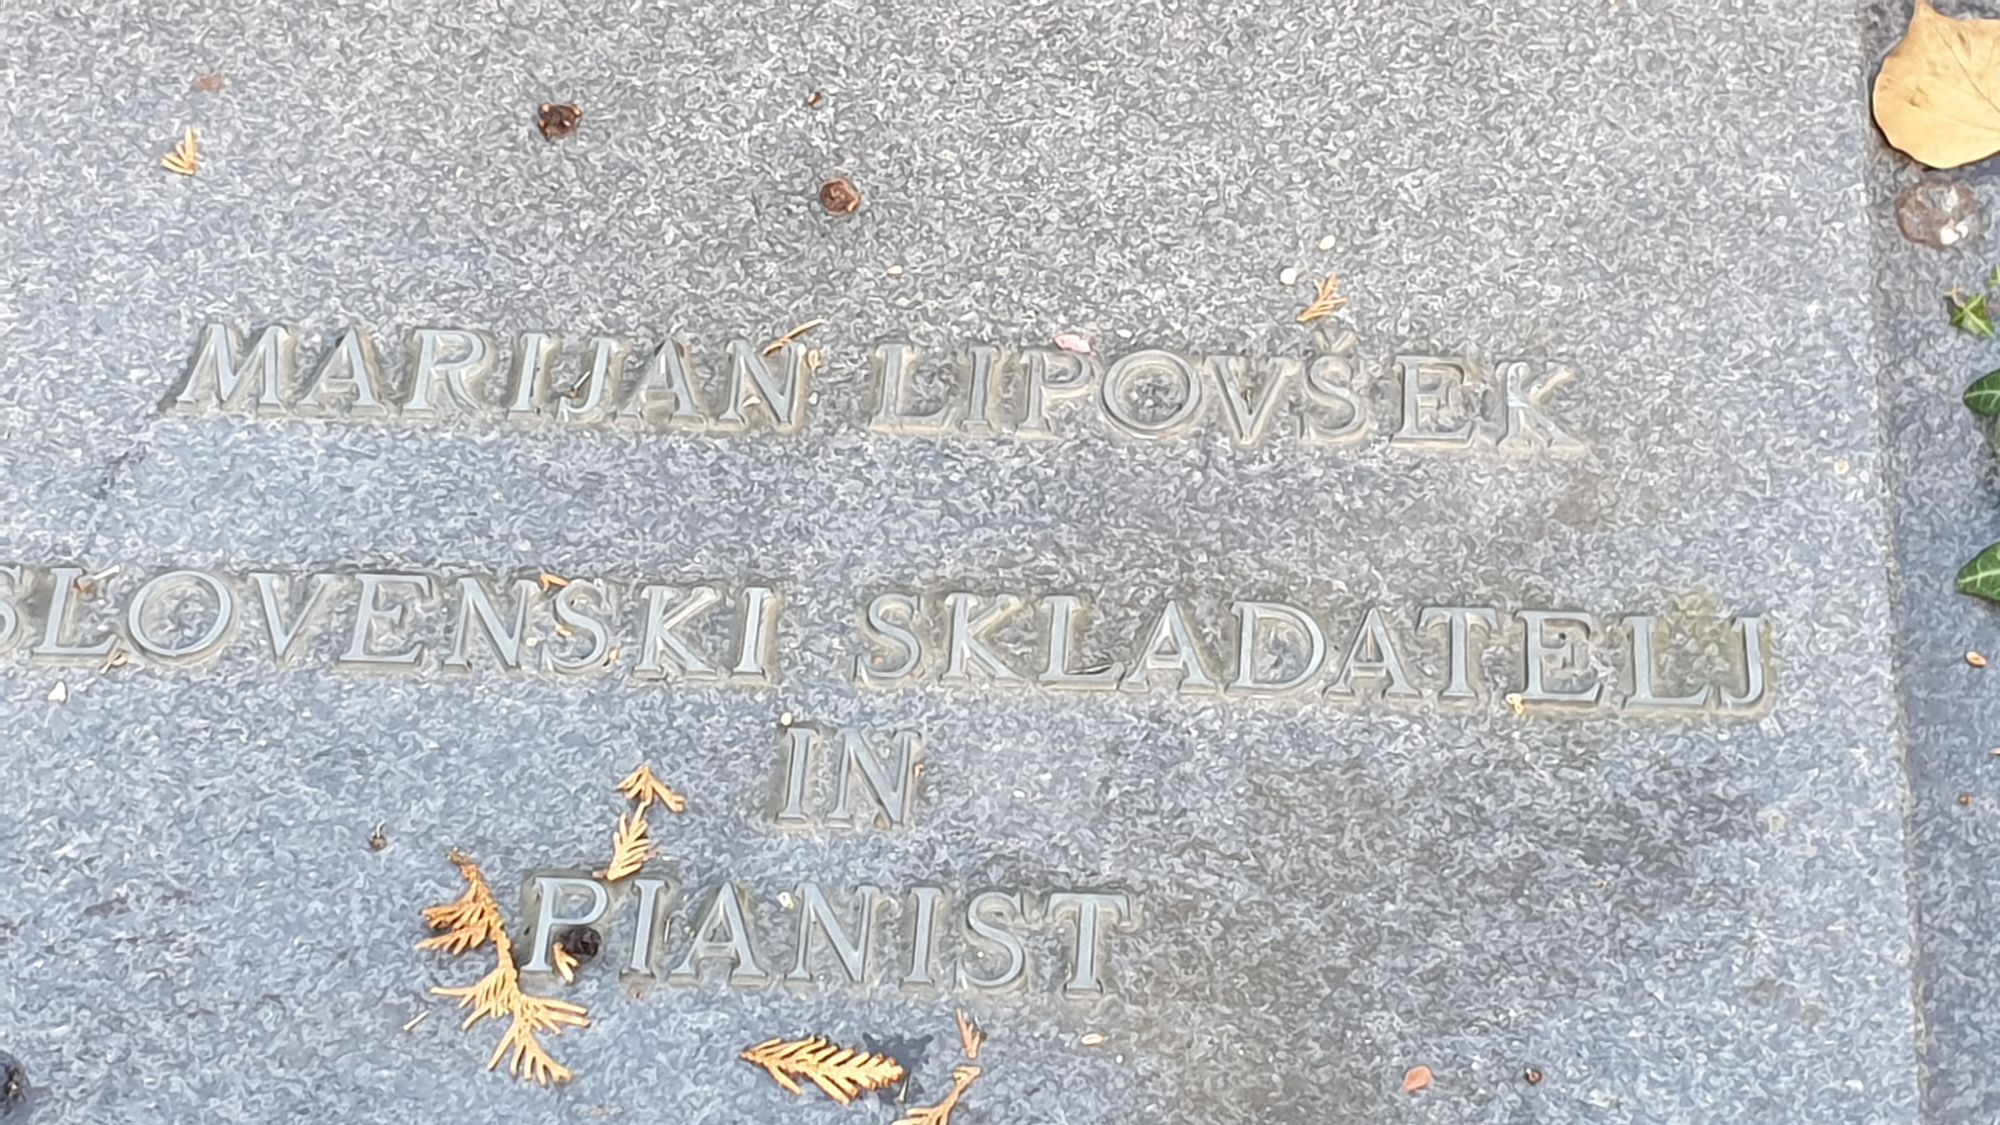 MARIJAN LIPOVŠEK
SLOVENSKI SKLADATELJ
IN
PIANIST